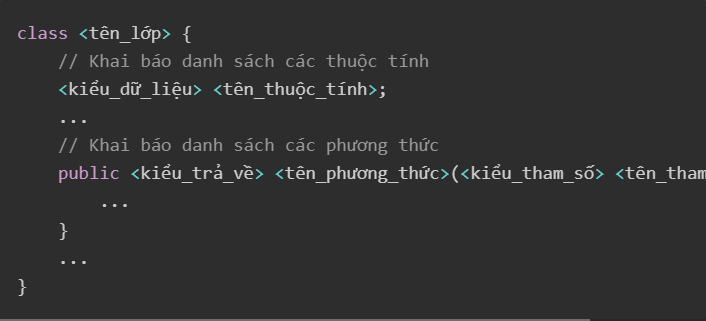 class <tên_lớp> {
// Khai báo danh sách các thuộc tính
<kiểu_dữ_liệu> <tên_thuộc_tính>;
...
// Khai báo danh sách các phương thức
public <kiểu_trả_về> <tên_phương_thức>(<kiểu_tham_số> <tên_tham
...
}
...
}